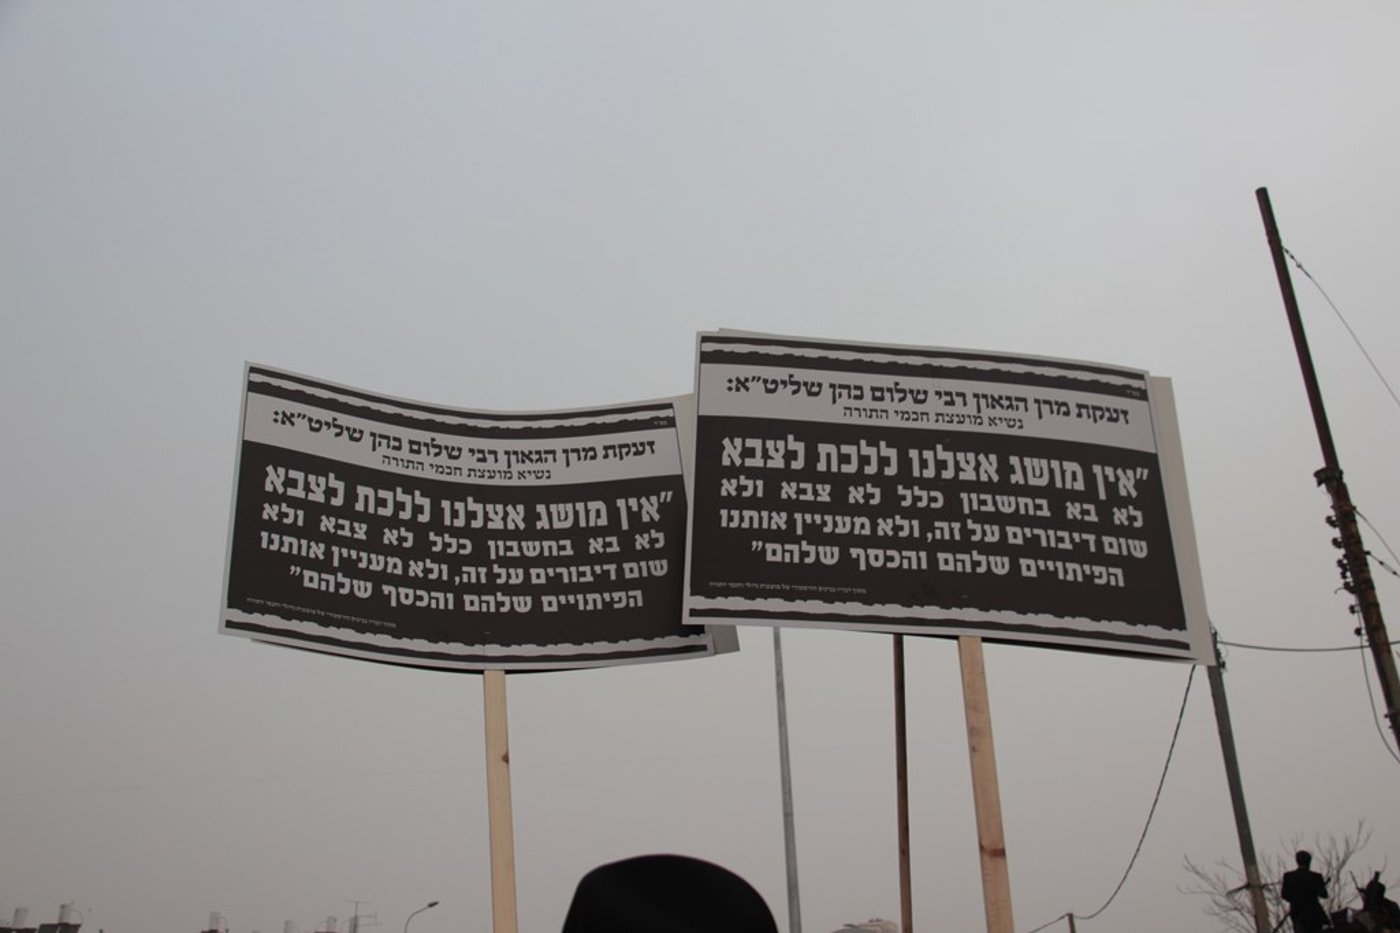 זעקת מרן הגאון רבי שלום כהן שליט״א:
נשיא מועצת חכמי התורה
״אין מושג אצלנו ללכת לצבא
לא בא בחשבון כלל לא צבא ולא
שום דיבורים על זה, ולא מעניין אותנו
הפיתויים שלהם והכסף שלהם״
זעקת מרן הגאון רבי שלום כהן שליט״א:
נשיא מועצת חכמי התורה
״אין מושג אצלנו ללכת לצבא
לא בא בחשבון כלל לא צבא ולא
שום דיבורים על זה, ולא מעניין אותנו
הפיתויים שלהם והכסף שלהם״